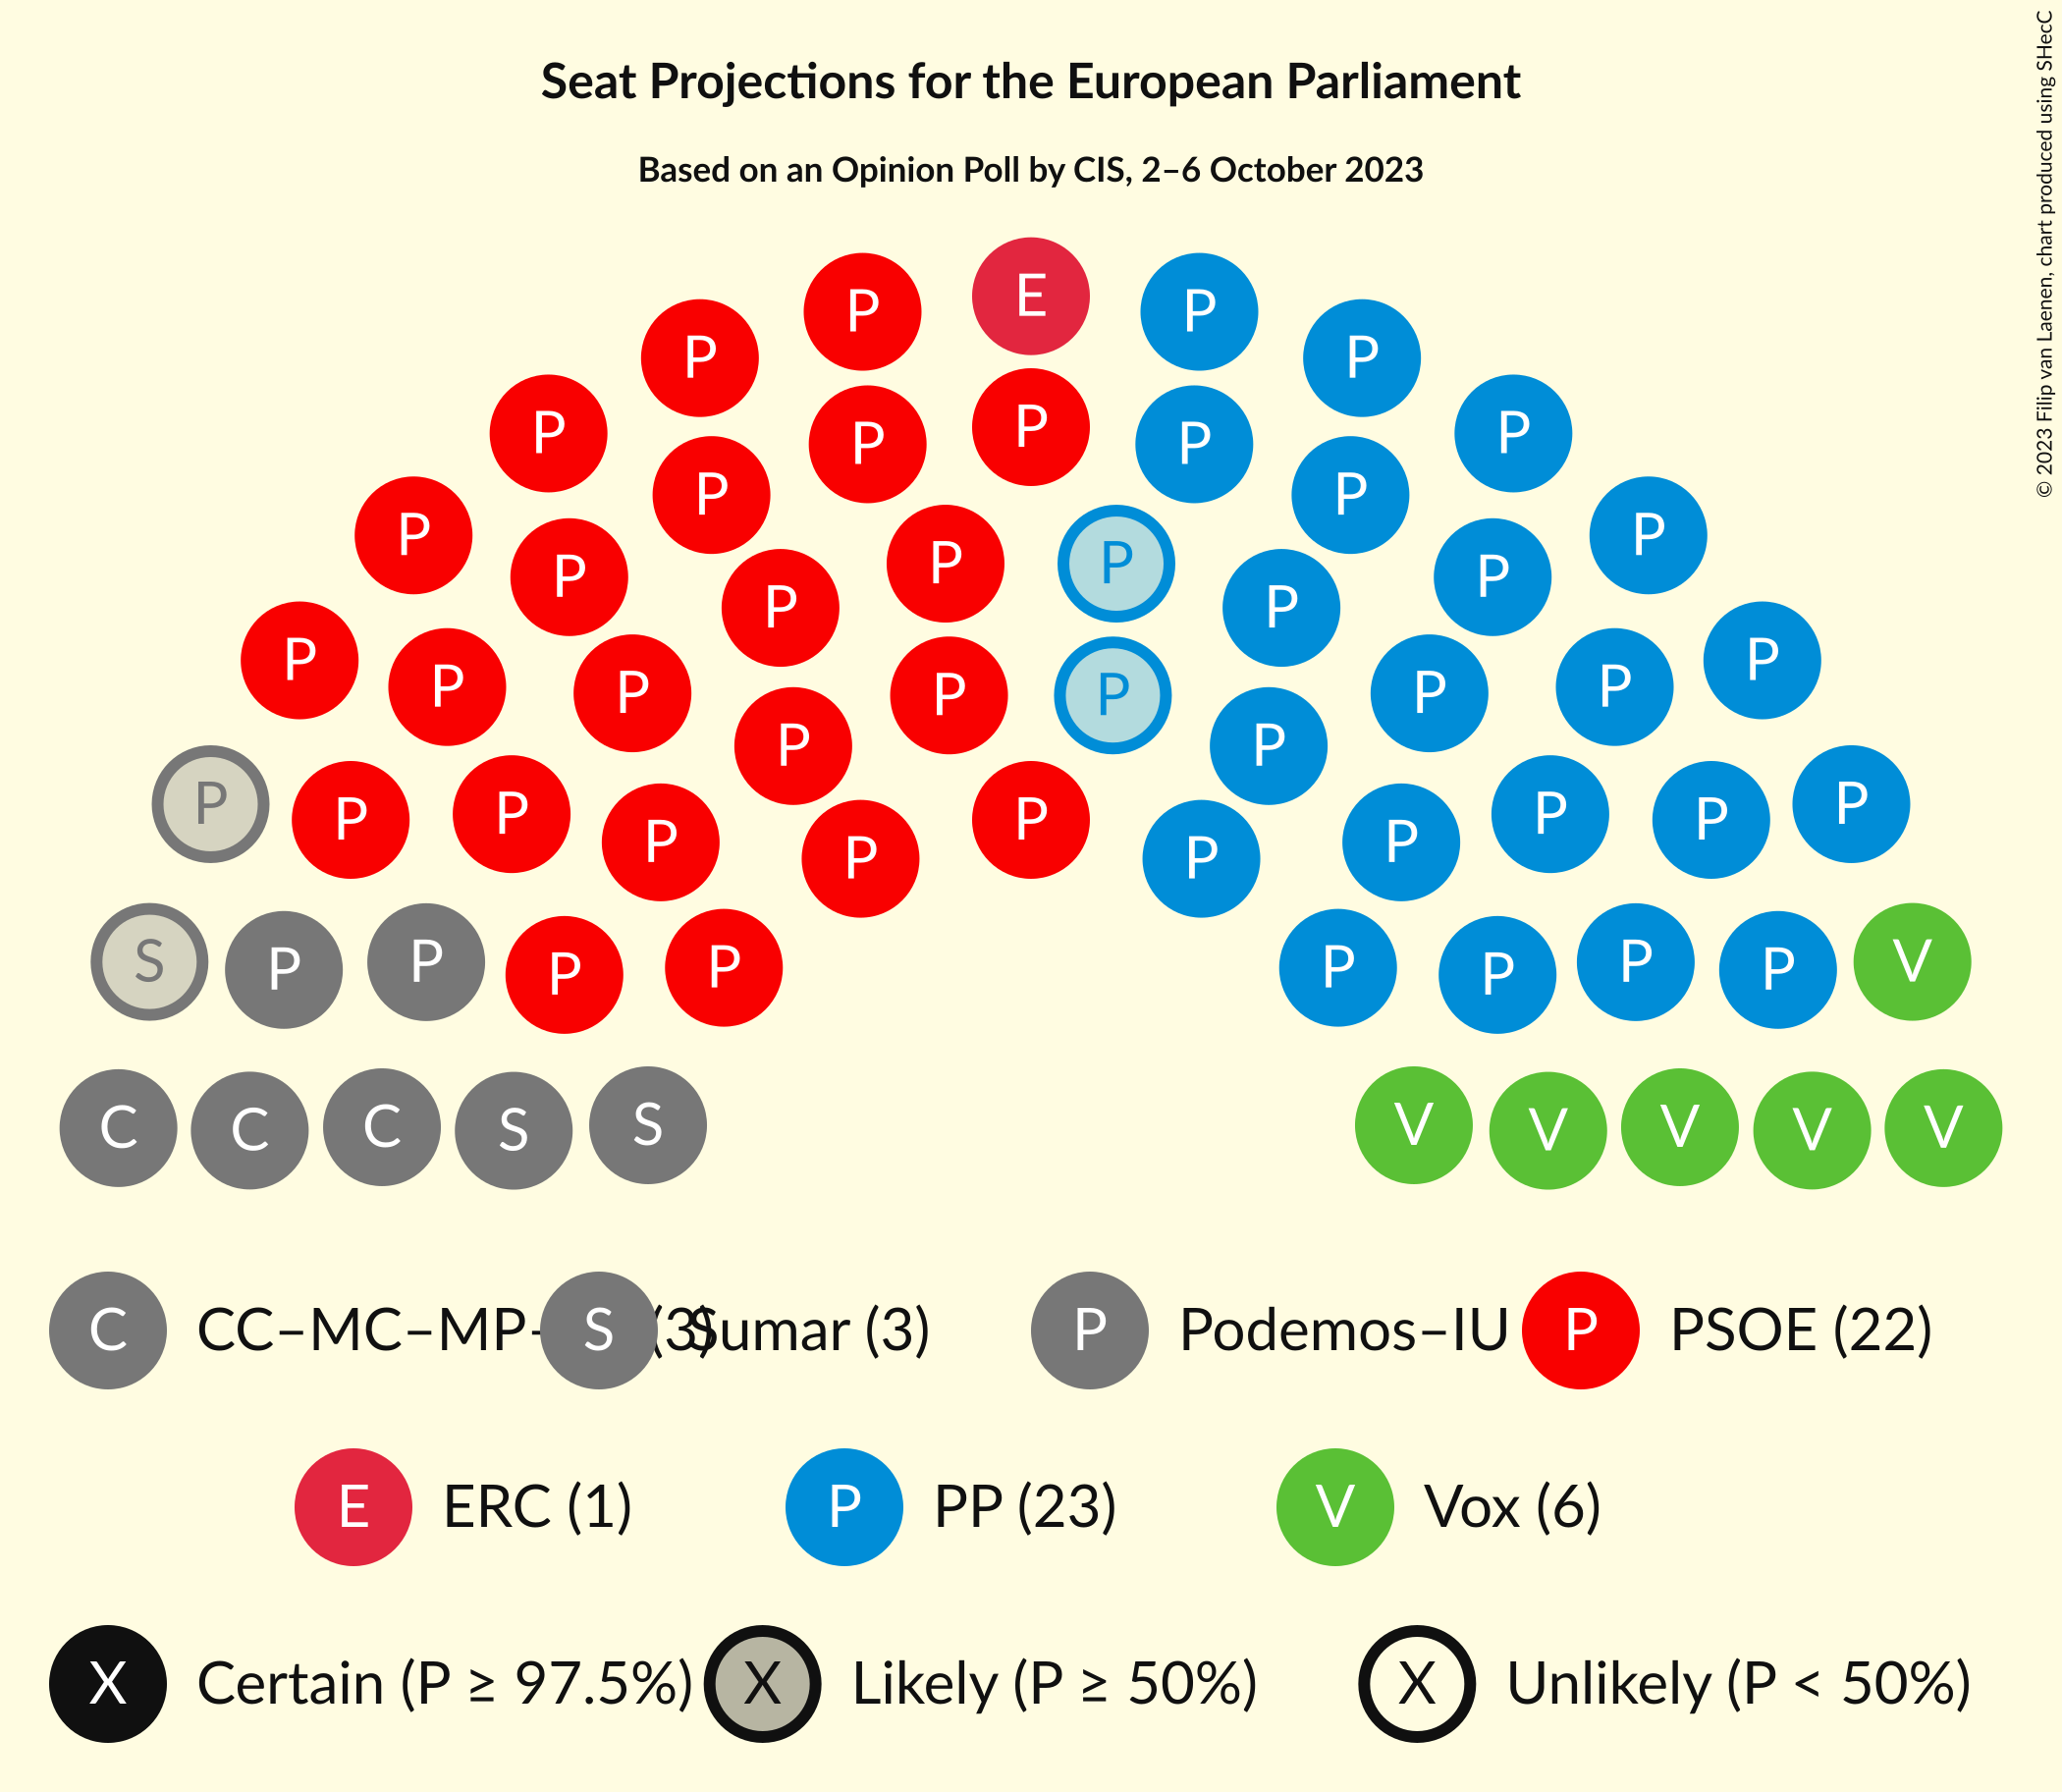 Seat Projections for the European Parliament
Based on an Opinion Poll by CIS, 2–6 October 2023
© 2023 Filip van Laenen, chart produced using SHecC
P E P
P P
P P P P P
P P
P P P P
P P
P P
P P
P P P P P P
P P
P P P P P P P
P P P P
S P P P P P P P P V
C C C S S V V V V V
C CC–MC–MP– (3) S Sumar (3) P Podemos–IU P PSOE (22)
E ERC (1) P PP (23) V Vox (6)
X Certain (P ≥ 97.5%) X Likely (P ≥ 50%) X Unlikely (P < 50%)